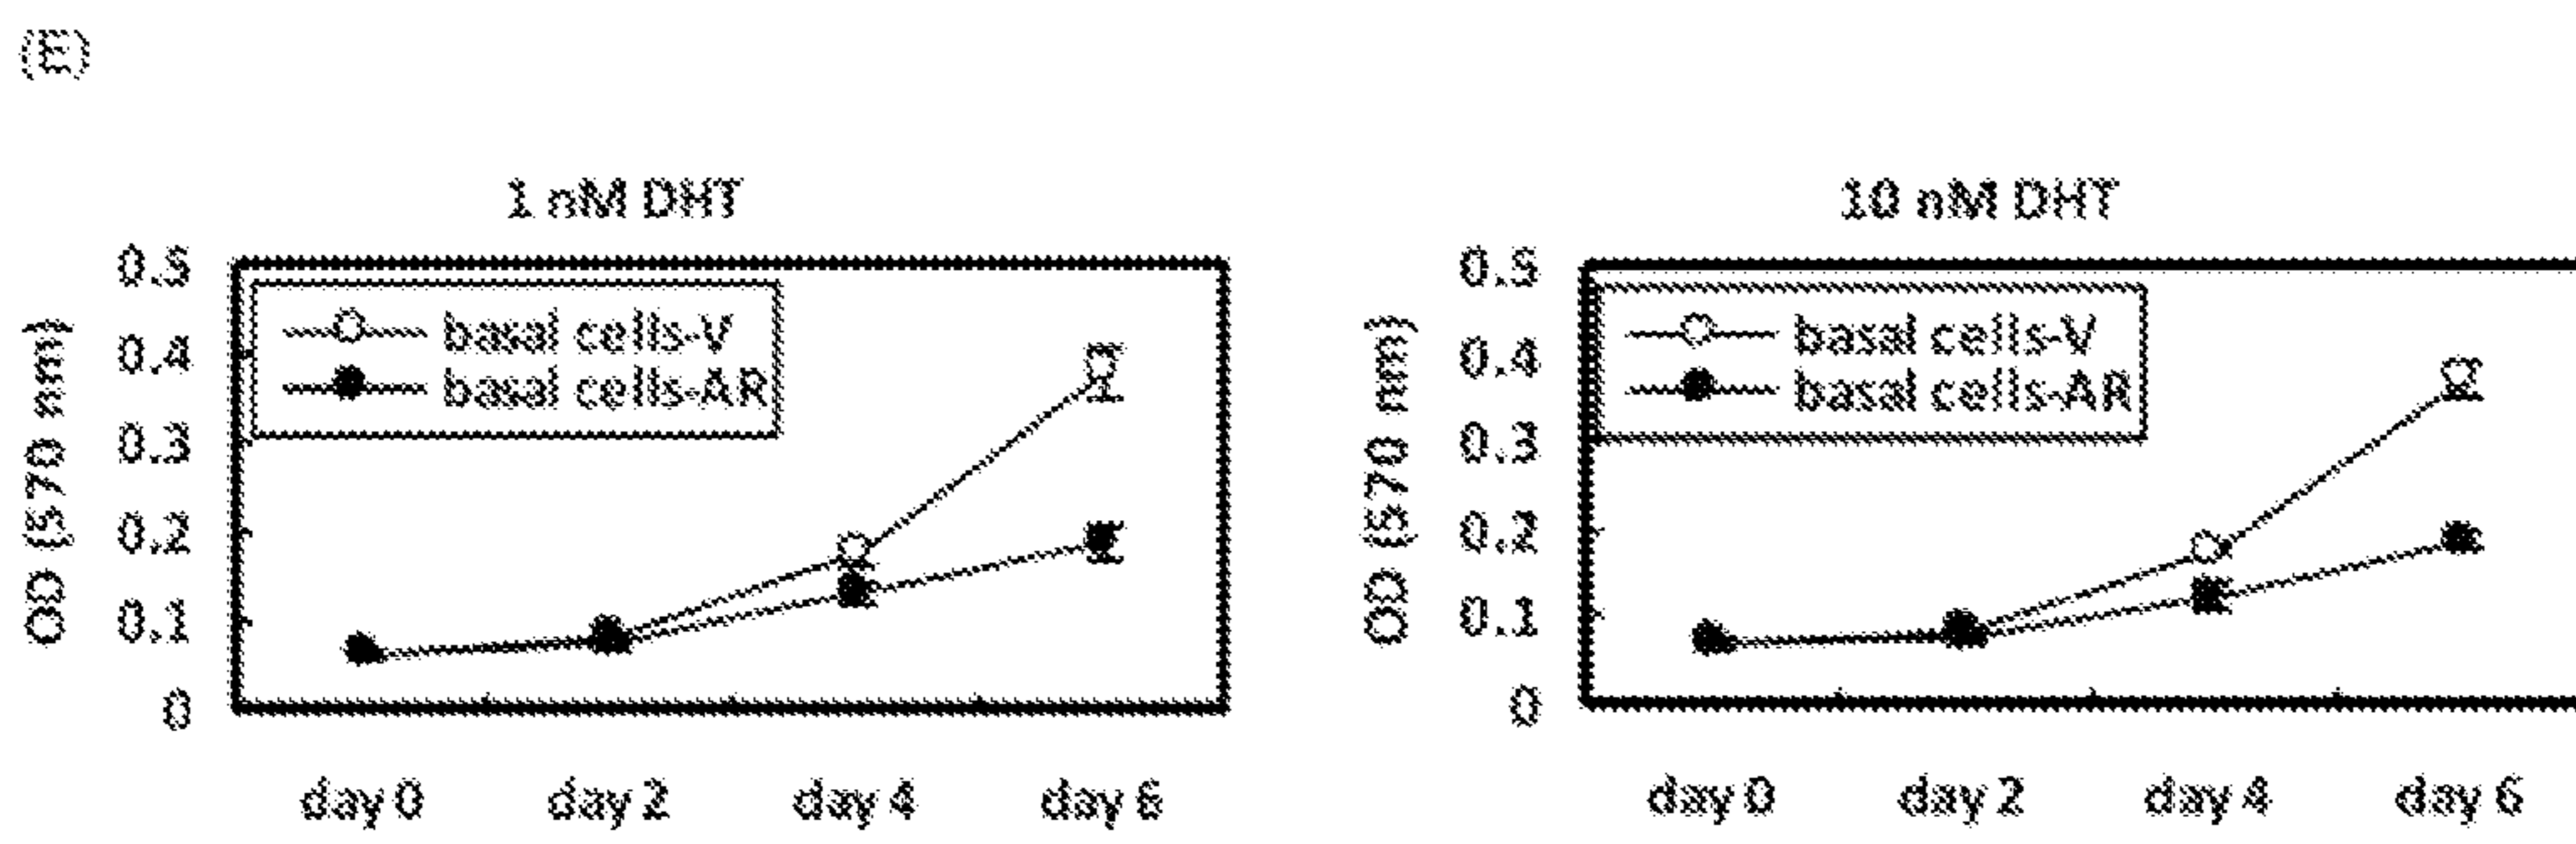 (E)
1 nM DHT
0.5
0.4
0.3
0.2
0.1
0
OD (570 nm)
basal cells-V
basal cells-AR
day 0 day 2 day 4 day 6
10 nM DHT
0.5
0.4
0.3
0.2
0.1
0
OD (570 nm)
basal cells-V
basal cells-AR
day 0 day 2 day 4 day 6